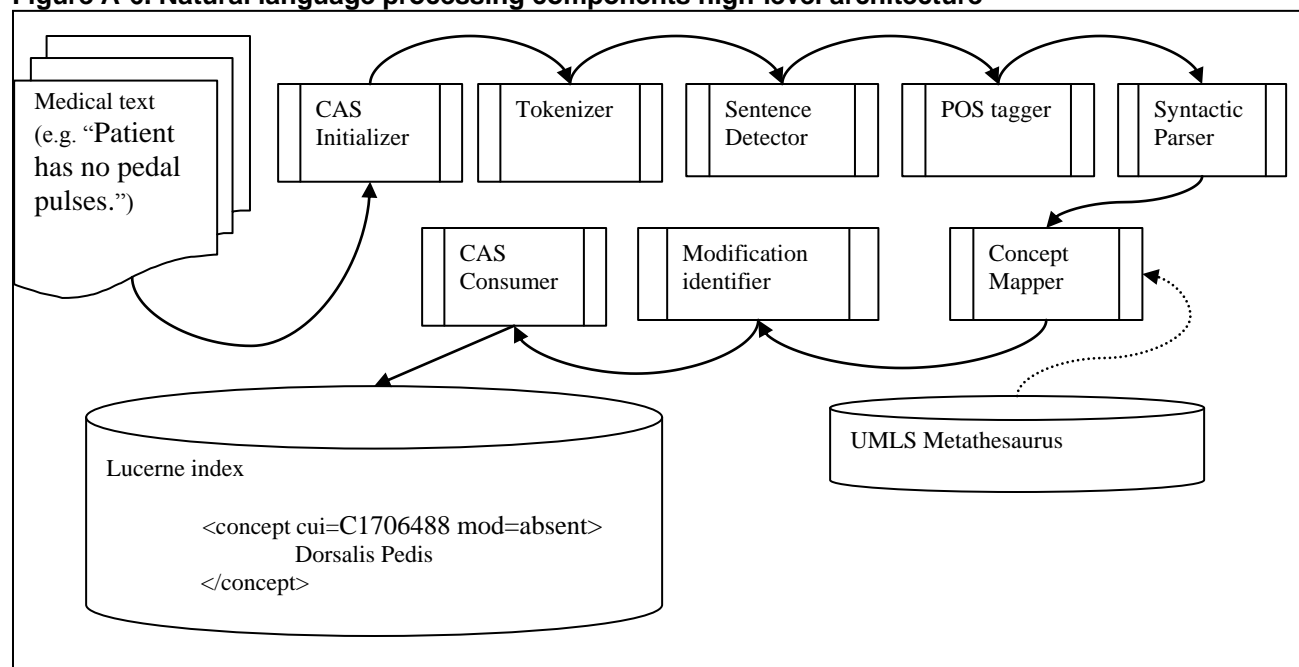 Figure A-6. Natural language processing components high-level architecture
Medical text
(e.g. “Patient
has no pedal
pulses.”)
CAS
Initializer
Tokenizer
Sentence
Detector
POS tagger
Syntactic
Parser
CAS
Consumer
Modification
identifier
Concept
Mapper
Lucerne index
<concept cui=C1706488 mod=absent>
Dorsalis Pedis
</concept>
UMLS Metathesaurus